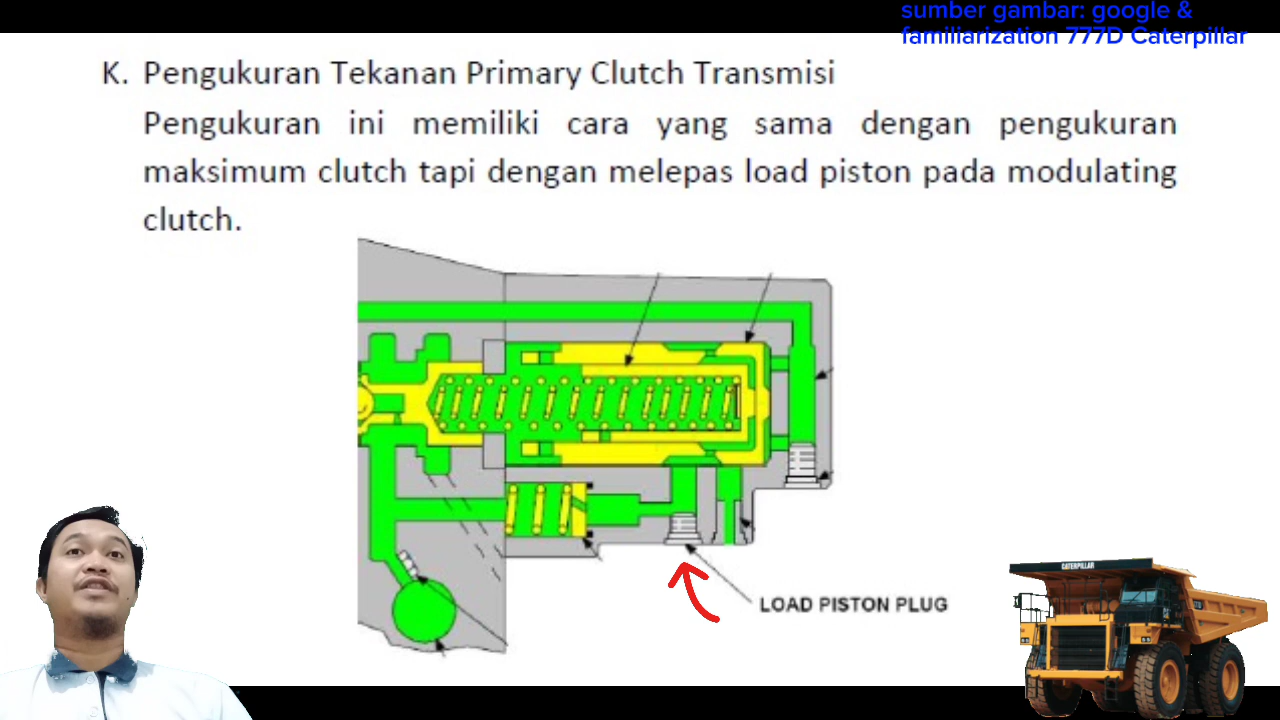 sumber gambar: google &
familiarization 777D Caterpillar
K. Pengukuran Tekanan Primary Clutch Transmisi
Pengukuran ini memiliki cara yang sama dengan pengukuran
maksimum clutch tapi dengan melepas load piston pada modulating
clutch.
LOAD PISTON PLUG
CATERPILLAR